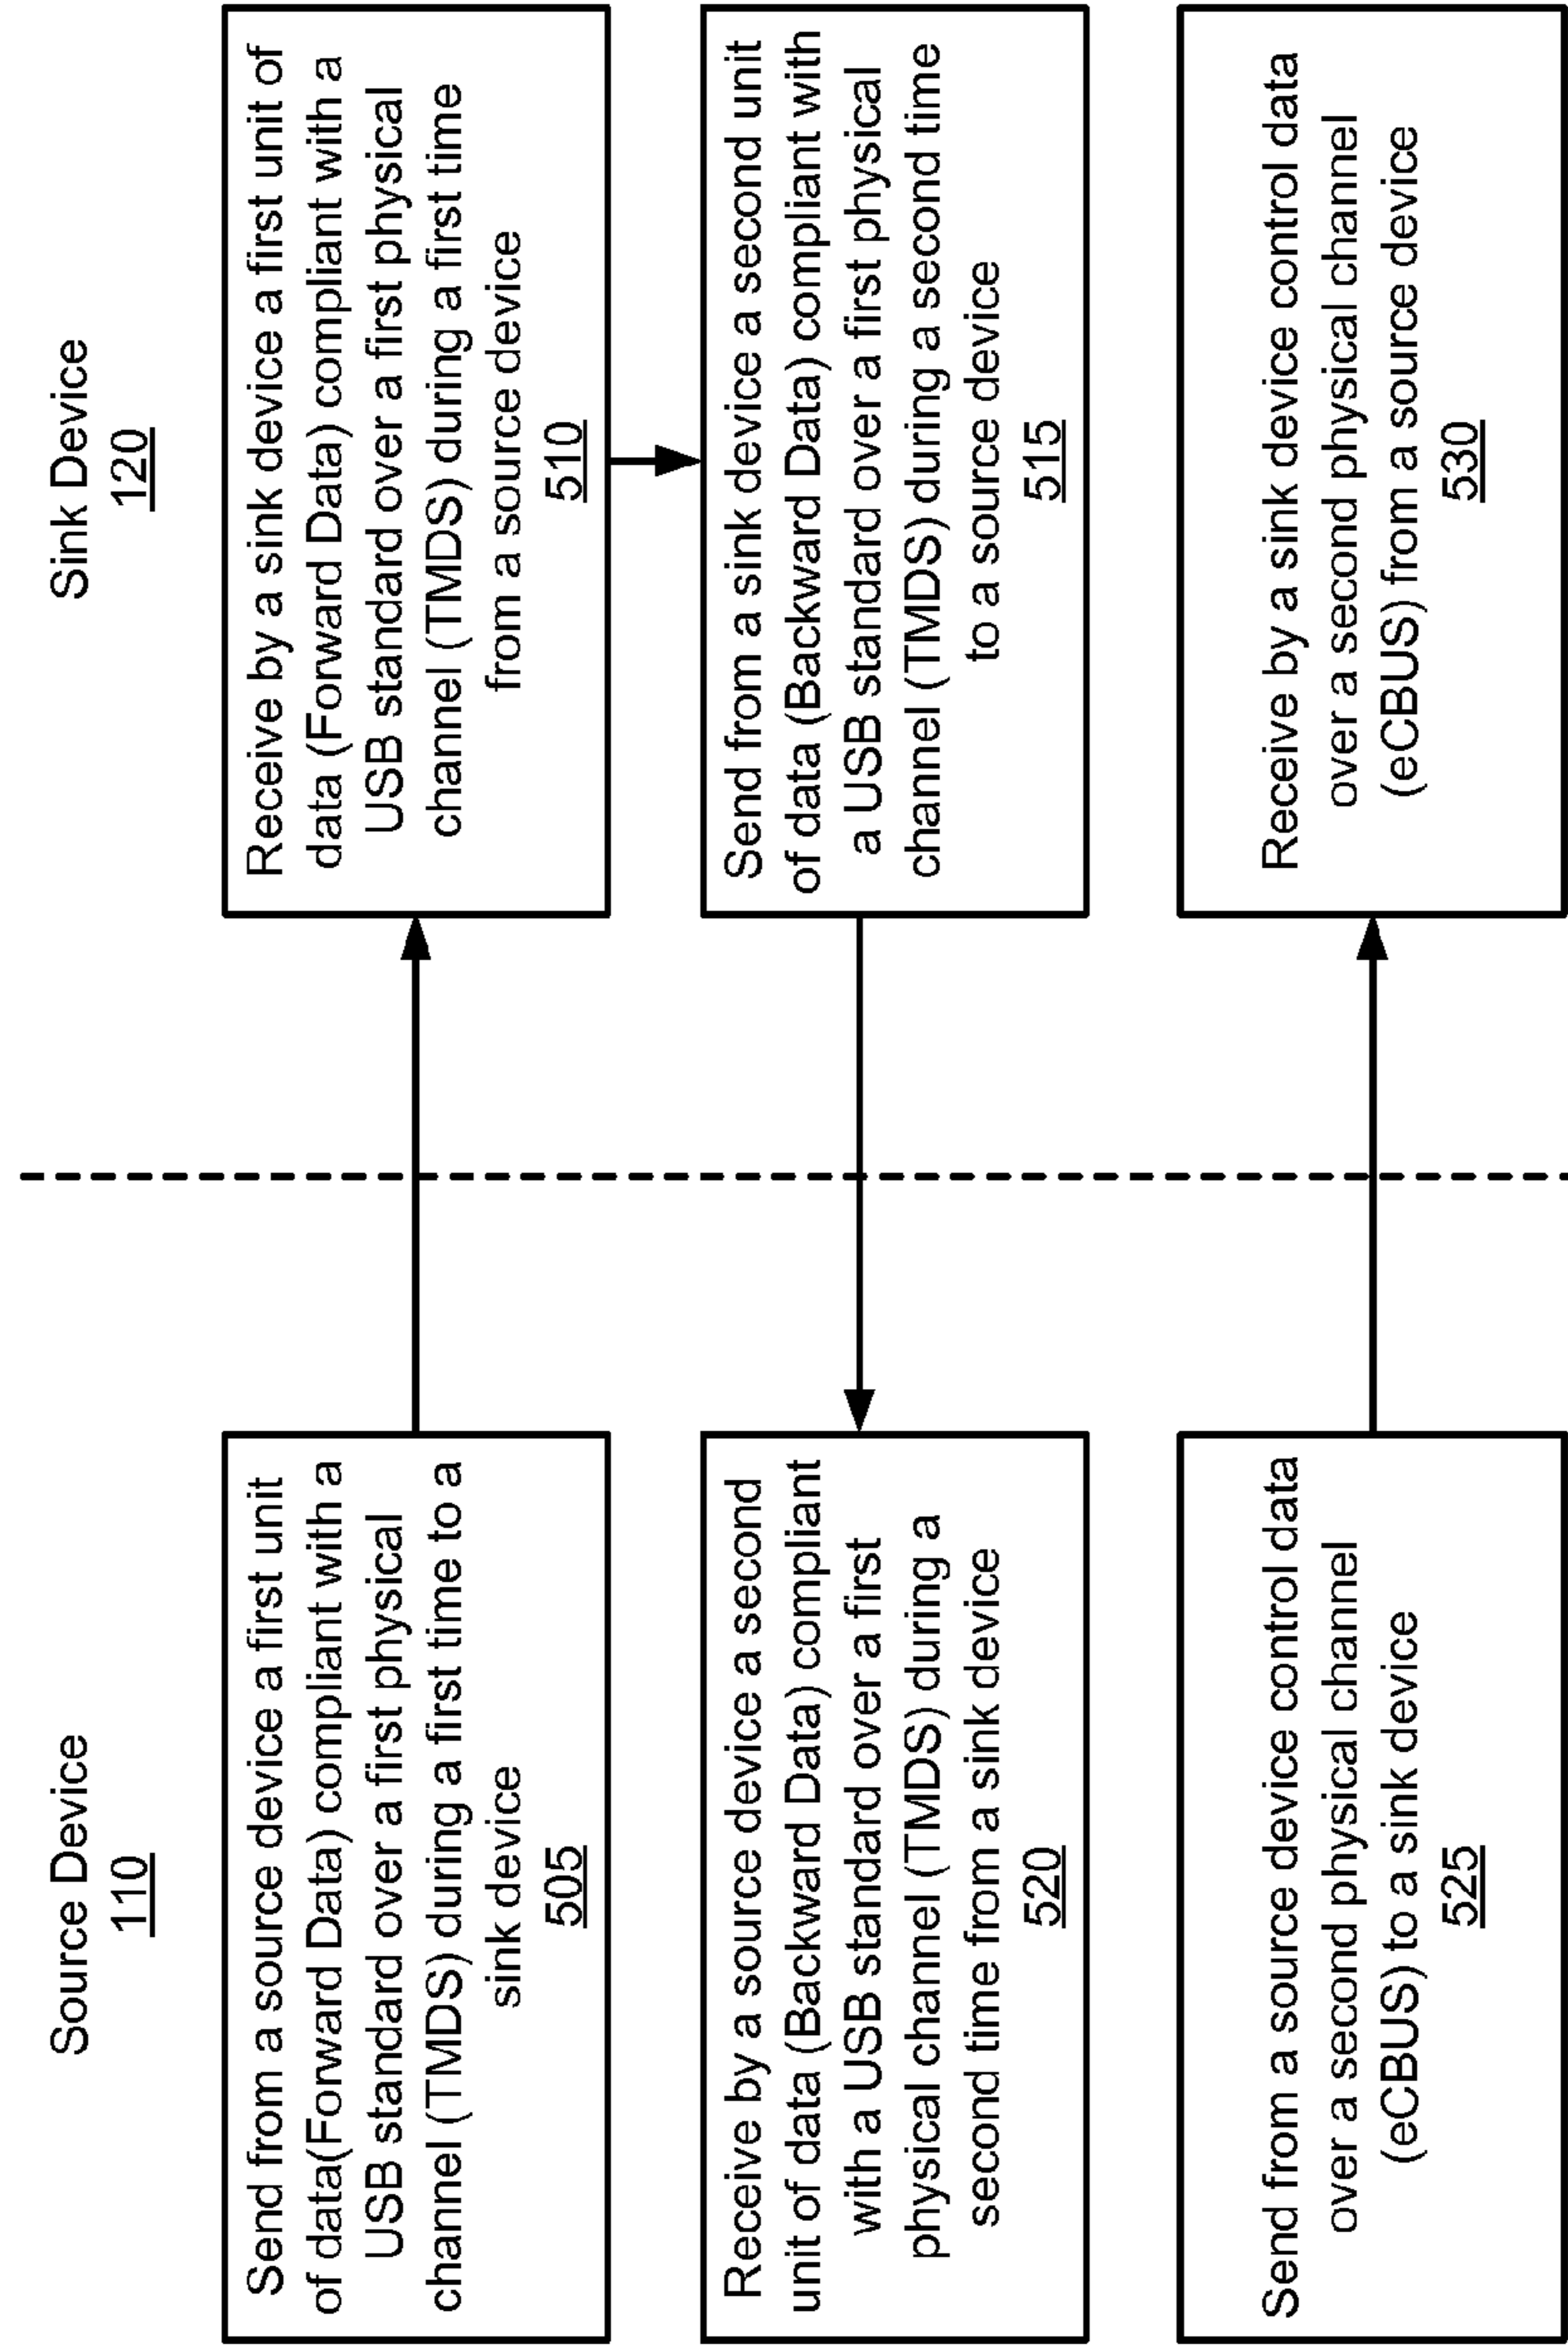 Source Device
110
Sink Device
120
Send from a source device a first unit
of data(Forward Data) compliant with a
USB standard over a first physical
channel (TMDS) during a first time to a
sink device
505
Receive by a sink device a first unit of
data (Forward Data) compliant with a
USB standard over a first physical
channel (TMDS) during a first time
from a source device
510
Receive by a source device a second
unit of data (Backward Data) compliant
with a USB standard over a first
physical channel (TMDS) during a
second time from a sink device
520
Send from a sink device a second unit
of data (Backward Data) compliant with
a USB standard over a first physical
channel (TMDS) during a second time
to a source device
515
Send from a source device control data
over a second physical channel
(eCBUS) to a sink device
525
Receive by a sink device control data
over a second physical channel
(eCBUS) from a source device
530